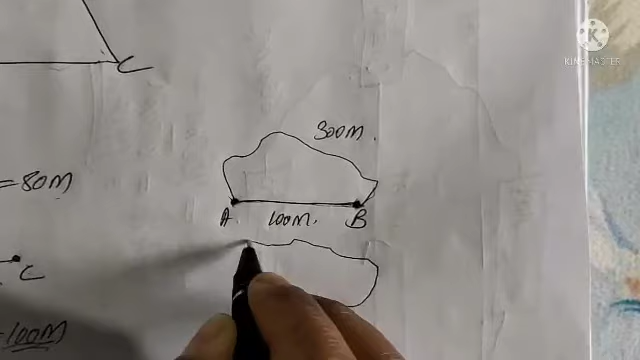 K
KINEMASTER
C
300M.
=80M
A. 100M. B
C
=100M